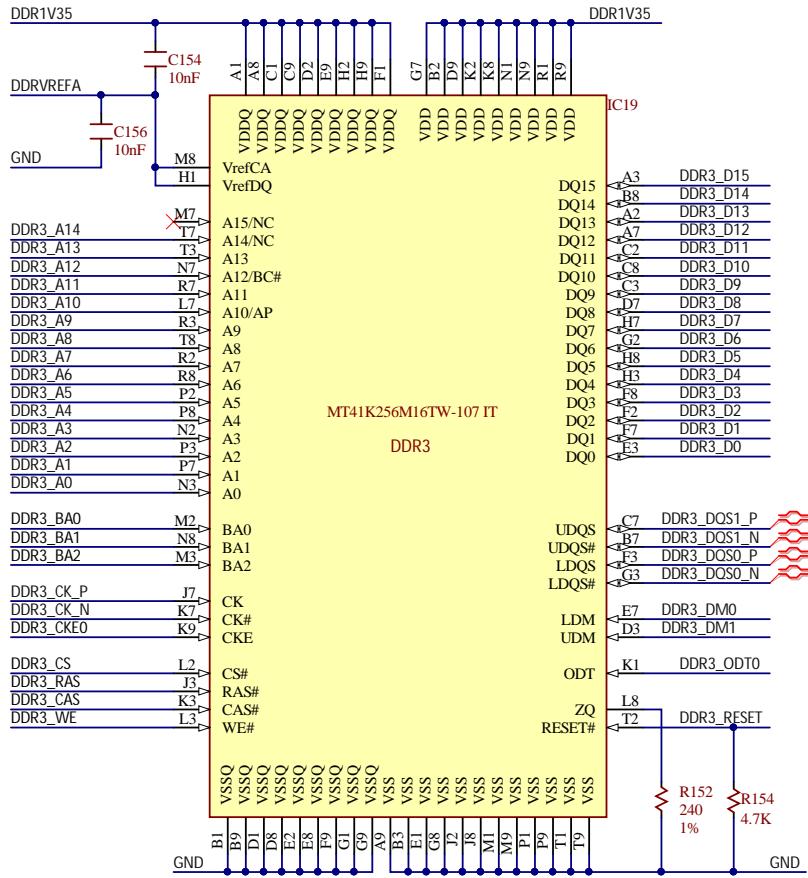 DDR1V35
DDR1V35
C154
10nF
DDRVREFA
C156
10nF
GND
A1 A8 C1 C9 D2 E9 H2 H9 F1
G7 B2 D9 K2 K8 N1 N9 R1 R9
IC19
VDDQ VDDQ VDDQ VDDQ VDDQ VDDQ VDDQ VDDQ VDDQ
VDD VDD VDD VDD VDD VDD VDD VDD VDD
M8 VrefCA
H1 VrefDQ
M7 A15/NC
DDR3_A14 T7 A14/NC
DDR3_A13 T3 A13
DDR3_A12 N7 A12/BC#
DDR3_A11 R7 A11
DDR3_A10 L7 A10/AP
DDR3_A9 R3 A9
DDR3_A8 T8 A8
DDR3_A7 R2 A7
DDR3_A6 R8 A6
DDR3_A5 P2 A5
DDR3_A4 P8 A4
DDR3_A3 N2 A3
DDR3_A2 P3 A2
DDR3_A1 P7 A1
DDR3_A0 N3 A0
DDR3_BA0 M2 BA0
DDR3_BA1 N8 BA1
DDR3_BA2 M3 BA2
DDR3_CK_P J7 CK
DDR3_CK_N K7 CK#
DDR3_CKE0 K9 CKE
DDR3_CS L2 CS#
DDR3_RAS J3 RAS#
DDR3_CAS K3 CAS#
DDR3_WE L3 WE#
MT41K256M16TW-107 IT
DDR3
DQ15 A3 DDR3_D15
DQ14 B8 DDR3_D14
DQ13 A2 DDR3_D13
DQ12 A7 DDR3_D12
DQ11 C2 DDR3_D11
DQ10 C8 DDR3_D10
DQ9 C3 DDR3_D9
DQ8 D7 DDR3_D8
DQ7 H7 DDR3_D7
DQ6 G2 DDR3_D6
DQ5 H8 DDR3_D5
DQ4 H3 DDR3_D4
DQ3 F8 DDR3_D3
DQ2 F2 DDR3_D2
DQ1 F7 DDR3_D1
DQ0 E3 DDR3_D0
UDQS C7 DDR3_DQS1_P
UDQS# B7 DDR3_DQS1_N
LDQS F3 DDR3_DQS0_P
LDQS# G3 DDR3_DQS0_N
LDM E7 DDR3_DM0
UDM D3 DDR3_DM1
ODT K1 DDR3_ODT0
ZQ L8
RESET# T2 DDR3_RESET
R152
240
1%
R154
4.7K
VSSQ VSSQ VSSQ VSSQ VSSQ VSSQ VSSQ VSSQ VSSQ
VSS VSS VSS VSS VSS VSS VSS VSS VSS VSS VSS VSS
B1 B9 D1 D8 E2 E8 F9 G1 G9
A9 B3 E1 G8 J2 J8 M1 M9 P1 P9 T1 T9
GND
GND